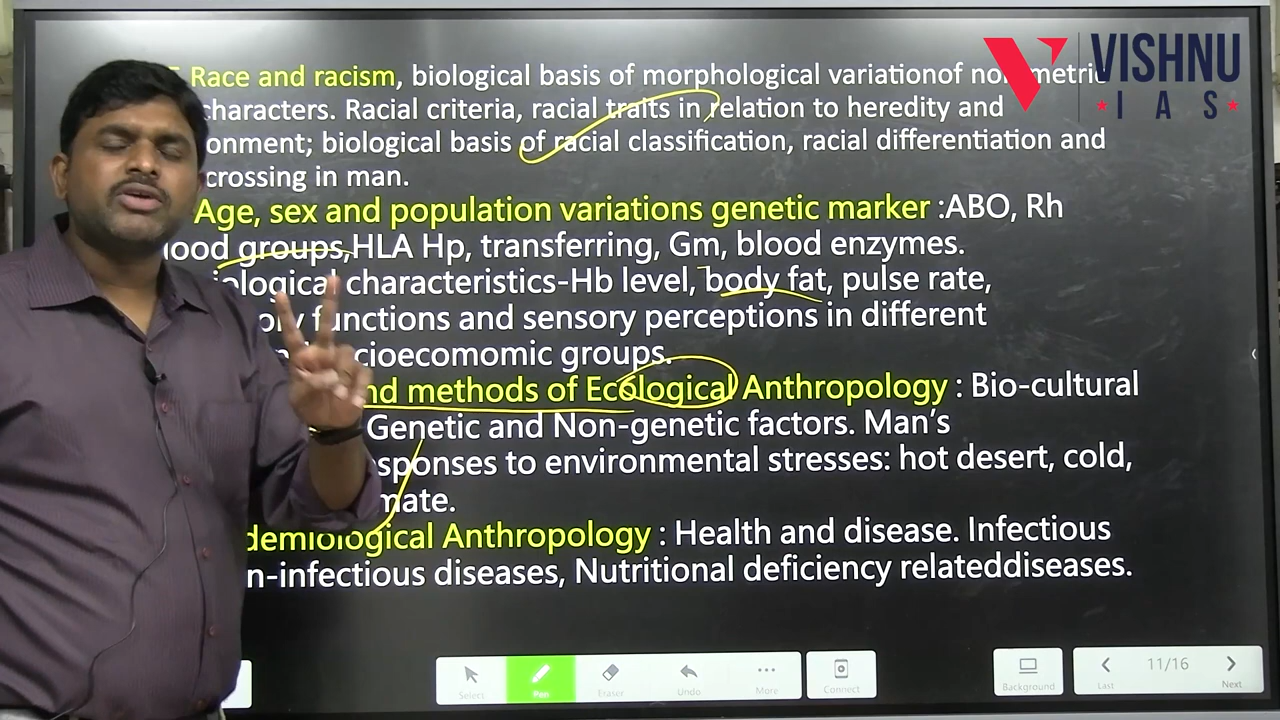 Race and racism, biological basis of morphological variationof non metric
characters. Racial criteria, racial traits in relation to heredity and
onment; biological basis of racial classification, racial differentiation and
crossing in man.
Age, sex and population variations genetic marker :ABO, Rh
lood groups,HLA Hp, transferring, Gm, blood enzymes.
iological characteristics-Hb level, body fat, pulse rate,
ory functions and sensory perceptions in different
cioecomomic groups.
nd methods of Ecological Anthropology : Bio-cultural
Genetic and Non-genetic factors. Man's
sponses to environmental stresses: hot desert, cold,
mate.
demiological Anthropology : Health and disease. Infectious
n-infectious diseases, Nutritional deficiency relateddiseases.
VISHNU
IAS
Select
Pen
Eraser
Undo
More
Connect
Background
Last
11/16
Next